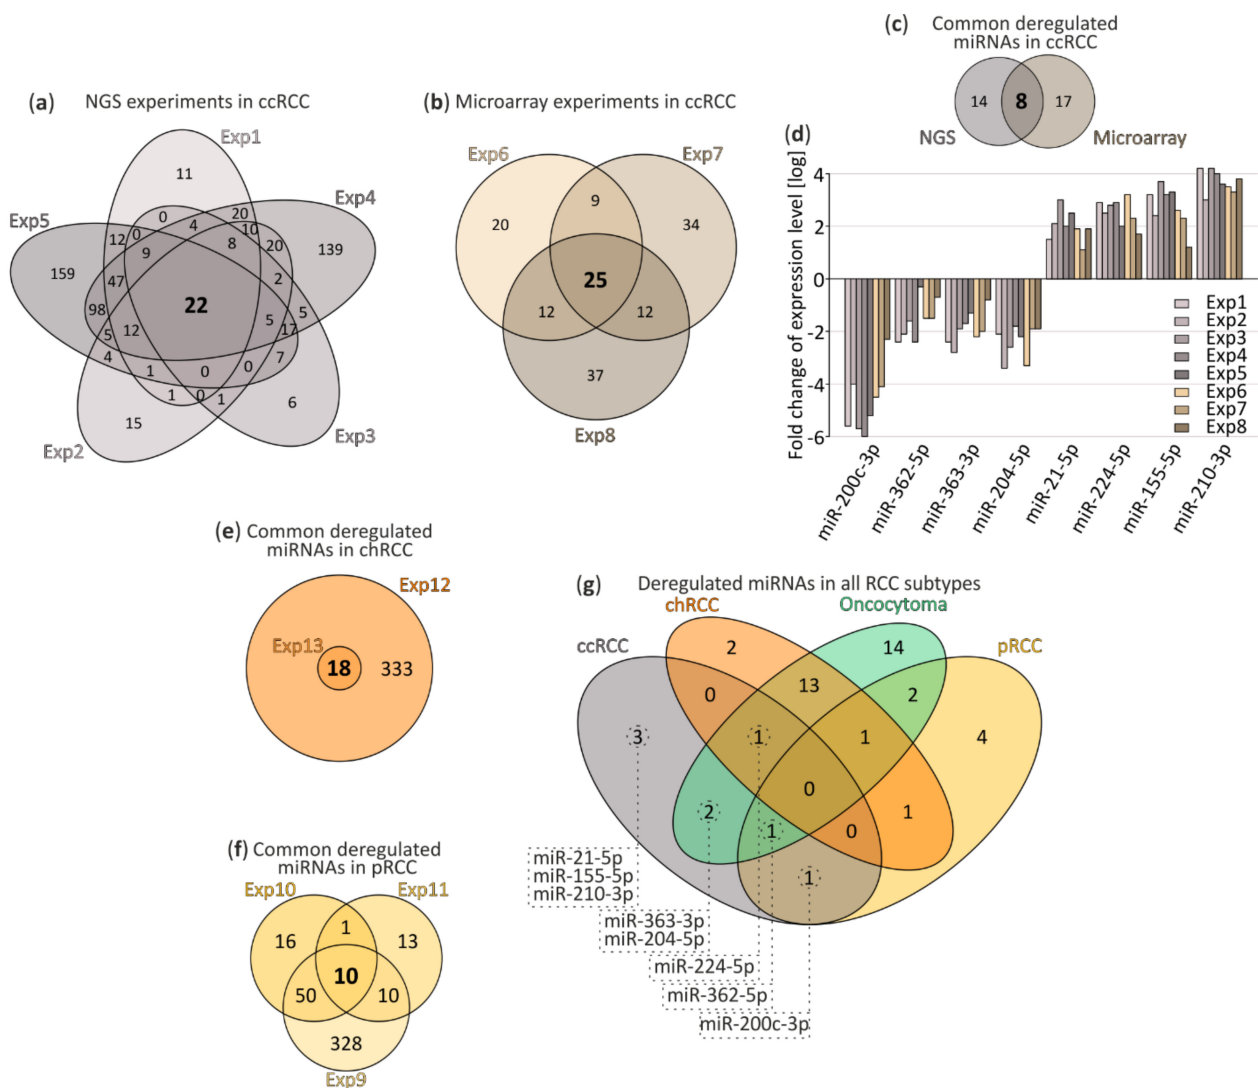 (a) NGS experiments in ccRCC
Exp1
Exp4
Exp5
Exp2
Exp3
11
20
0
4
10
139
12
0
9
8
20
159
47
2
22
98
5
5
12
5
17
4
7
1
0
0
1
0
1
6
15
(b) Microarray experiments in ccRCC
Exp6
Exp7
9
20
34
25
12
12
37
Exp8
(c) Common deregulated
miRNAs in ccRCC
14
8
17
NGS
Microarray
(d)
Fold change of expression level [log]
4
2
0
-2
-4
-6
Exp1
Exp2
Exp3
Exp4
Exp5
Exp6
Exp7
Exp8
miR-200c-3p
miR-362-5p
miR-363-3p
miR-204-5p
miR-21-5p
miR-224-5p
miR-155-5p
miR-210-3p
(e) Common deregulated
miRNAs in chRCC
Exp12
Exp13
18
333
(f) Common deregulated
miRNAs in pRCC
Exp10
Exp11
1
16
13
10
50
10
328
Exp9
(g) Deregulated miRNAs in all RCC subtypes
chRCC
Oncocytoma
ccRCC
pRCC
2
14
13
0
2
3
1
1
4
0
2
1
0
1
1
miR-21-5p
miR-155-5p
miR-210-3p
miR-363-3p
miR-204-5p
miR-224-5p
miR-362-5p
miR-200c-3p